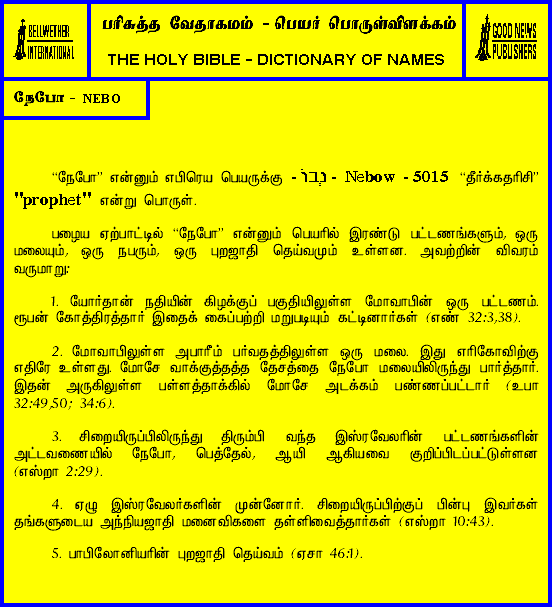 BELLWETHER
INTERNATIONAL
பரிசுத்த வேதாகமம் - பெயர் பொருள்விளக்கம்
THE HOLY BIBLE - DICTIONARY OF NAMES
GOOD NEWS
PUBLISHERS
நேபோ - NEBO
“நேபோ” என்னும் எபிரெய பெயருக்கு - נְבוֹ - Nebow - 5015 “தீர்க்கதரிசி”
"prophet" என்று பொருள்.
பழைய ஏற்பாட்டில் “நேபோ” என்னும் பெயரில் இரண்டு பட்டணங்களும், ஒரு
மலையும், ஒரு நபரும், ஒரு புறஜாதி தெய்வமும் உள்ளன. அவற்றின் விவரம்
வருமாறு:
1. யோர்தான் நதியின் கிழக்குப் பகுதியிலுள்ள மோவாபின் ஒரு பட்டணம்.
ரூபன் கோத்திரத்தார் இதைக் கைப்பற்றி மறுபடியும் கட்டினார்கள் (எண் 32:3,38).
2. மோவாபிலுள்ள அபாரீம் பர்வதத்திலுள்ள ஒரு மலை. இது எரிகோவிற்கு
எதிரே உள்ளது. மோசே வாக்குத்தத்த தேசத்தை நேபோ மலையிலிருந்து பார்த்தார்.
இதன் அருகிலுள்ள பள்ளத்தாக்கில் மோசே அடக்கம் பண்ணப்பட்டார் (உபா
32:49,50; 34:6).
3. சிறையிருப்பிலிருந்து திரும்பி வந்த இஸ்ரவேலரின் பட்டணங்களின்
அட்டவணையில் நேபோ, பெத்தேல், ஆயி ஆகியவை குறிப்பிடப்பட்டுள்ளன
(எஸ்றா 2:29).
4. ஏழு இஸ்ரவேலர்களின் முன்னோர். சிறையிருப்பிற்குப் பின்பு இவர்கள்
தங்களுடைய அந்நியஜாதி மனைவிகளை தள்ளிவைத்தார்கள் (எஸ்றா 10:43).
5. பாபிலோனியரின் புறஜாதி தெய்வம் (ஏசா 46:1).